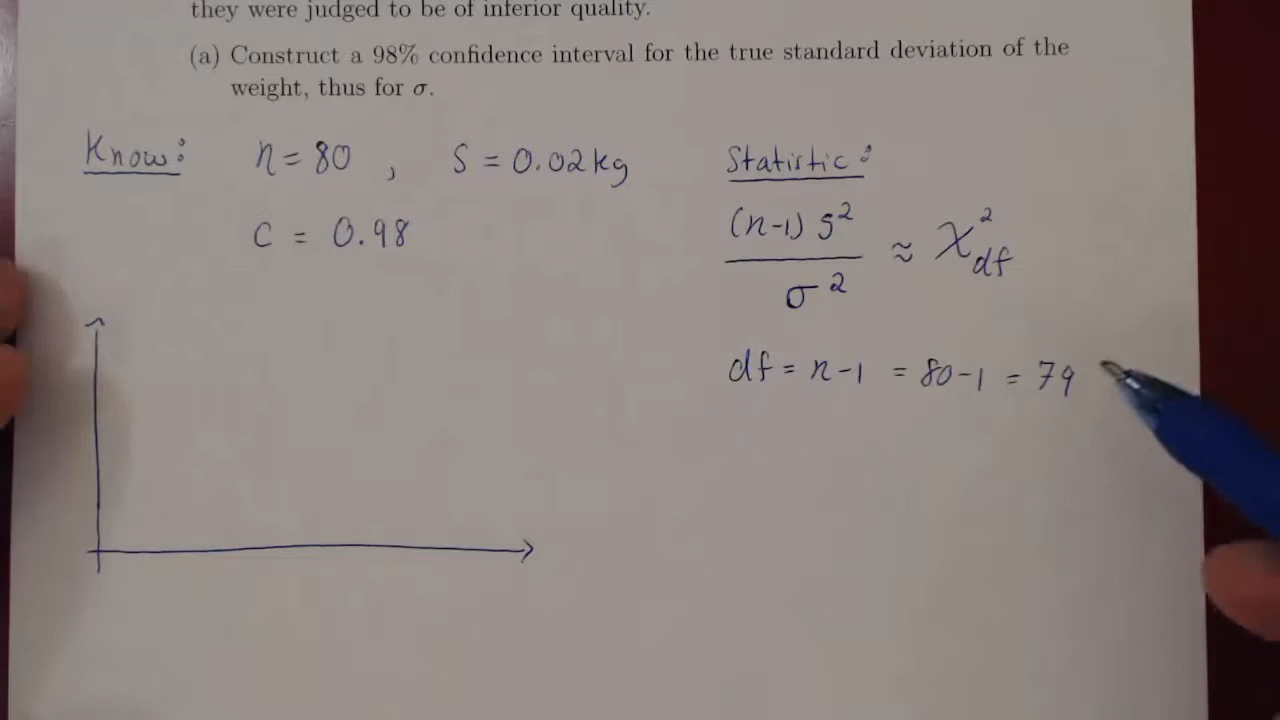 they were judged to be of inferior quality.
(a) Construct a 98% confidence interval for the true standard deviation of the
weight, thus for σ.
Know: n = 80 , S = 0.02 kg
C = 0.98
Statistic:
(n-1) S²
σ²
≈ χ²df
df = n-1 = 80-1 = 79